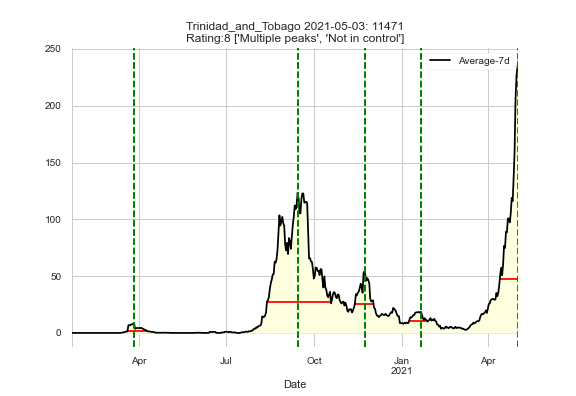 Trinidad_and_Tobago 2021-05-03: 11471
Rating:8 ['Multiple peaks', 'Not in control']
Average-7d
250
200
150
100
50
0
Apr Jul Oct Jan Apr
2021
Date